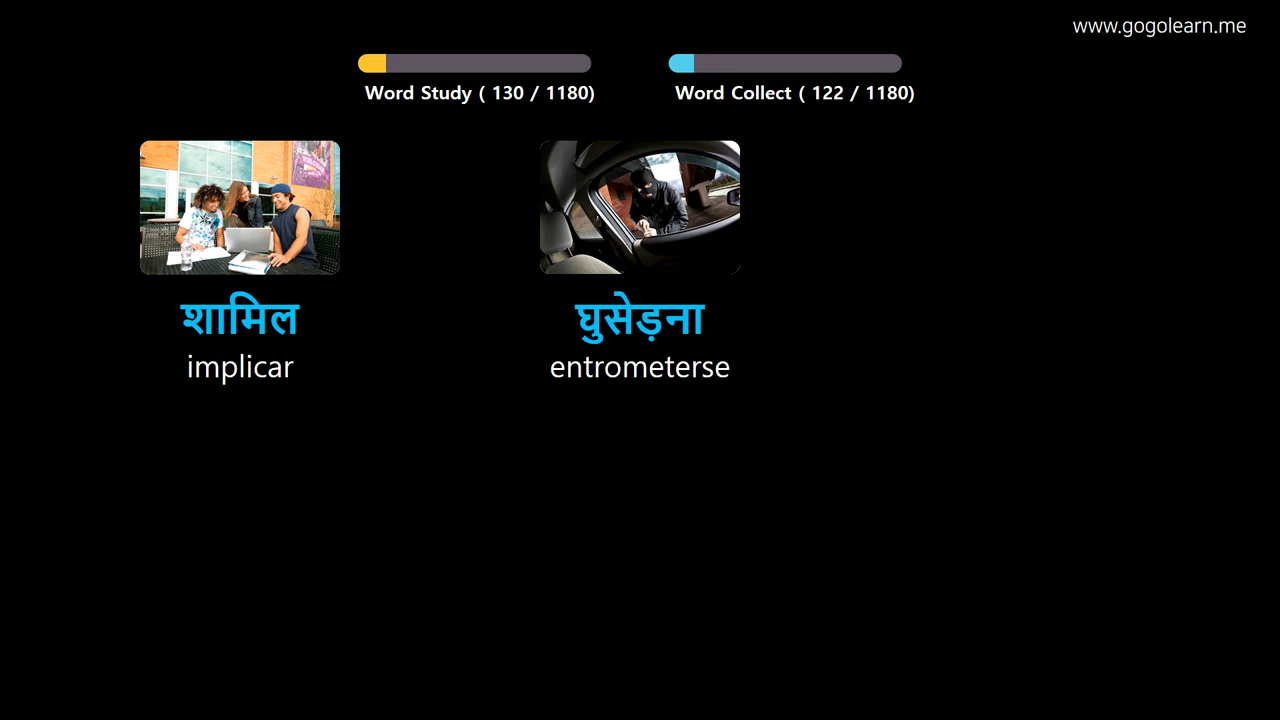 www.gogolearn.me
Word Study ( 130 / 1180)
Word Collect ( 122 / 1180)
शामिल
implicar
घुसेड़ना
entrometerse